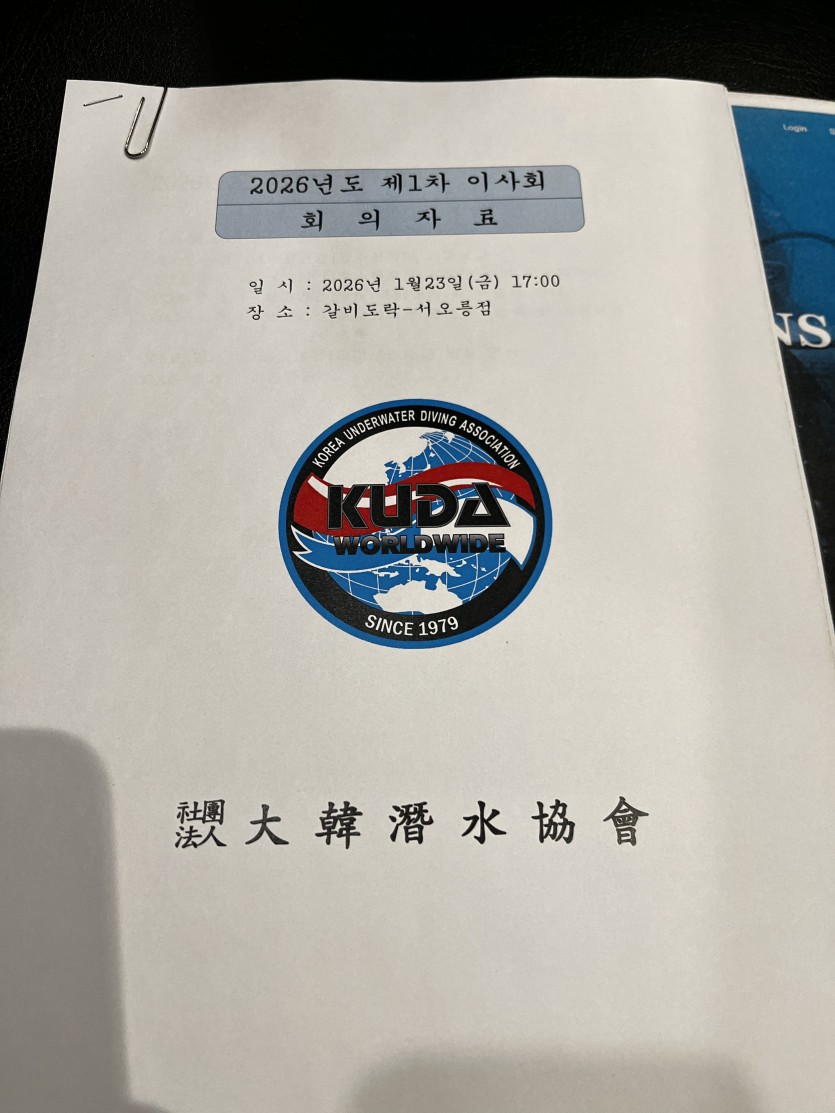 2026년도 제1차 이사회
회 의 자 료
일 시 : 2026년 1월23일(금) 17:00
장 소 : 갈비도락-서오릉점
KOREA UNDERWATER DIVING ASSOCIATION
KUDA
WORLDWIDE
SINCE 1979
社團
法人 大韓潛水協會
Login
NS